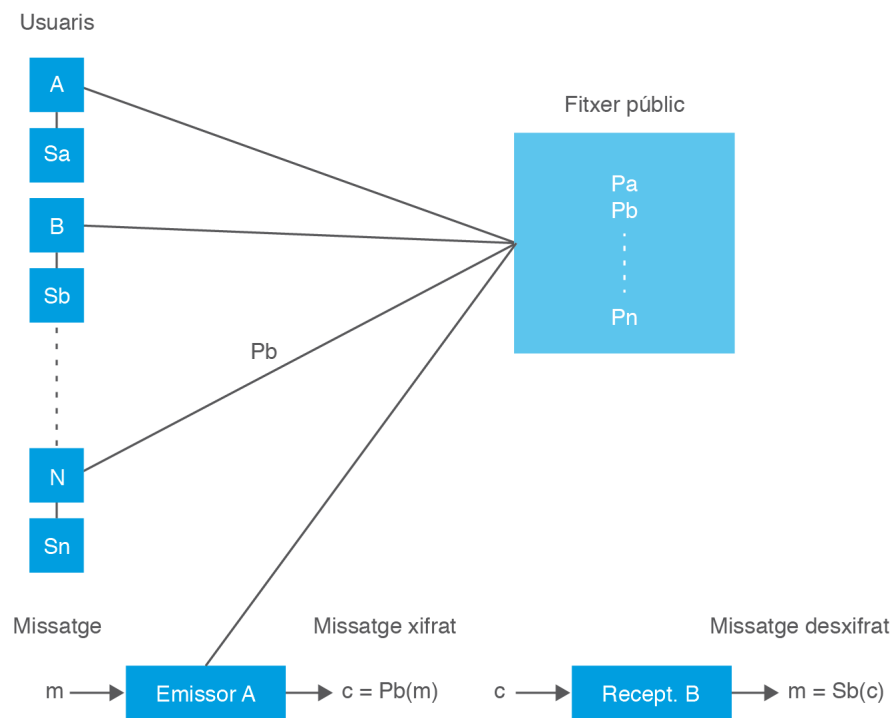 Usuaris
A
Sa
B
Sb
N
Sn
Pb
Fitxer públic
Pa
Pb
Pn
Missatge
Missatge xifrat
Missatge desxifrat
m
Emissor A
c = Pb(m)
c
Recept. B
m = Sb(c)